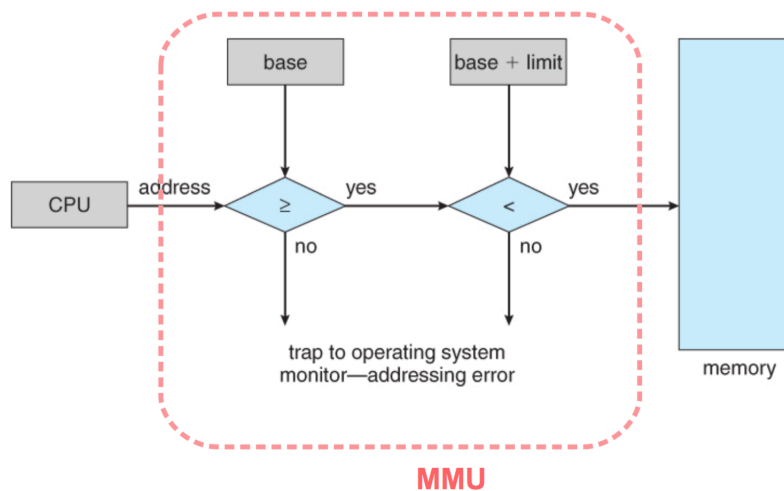 base
base + limit
CPU
address
≥
yes
<
yes
no
no
trap to operating system
monitor—addressing error
memory
MMU